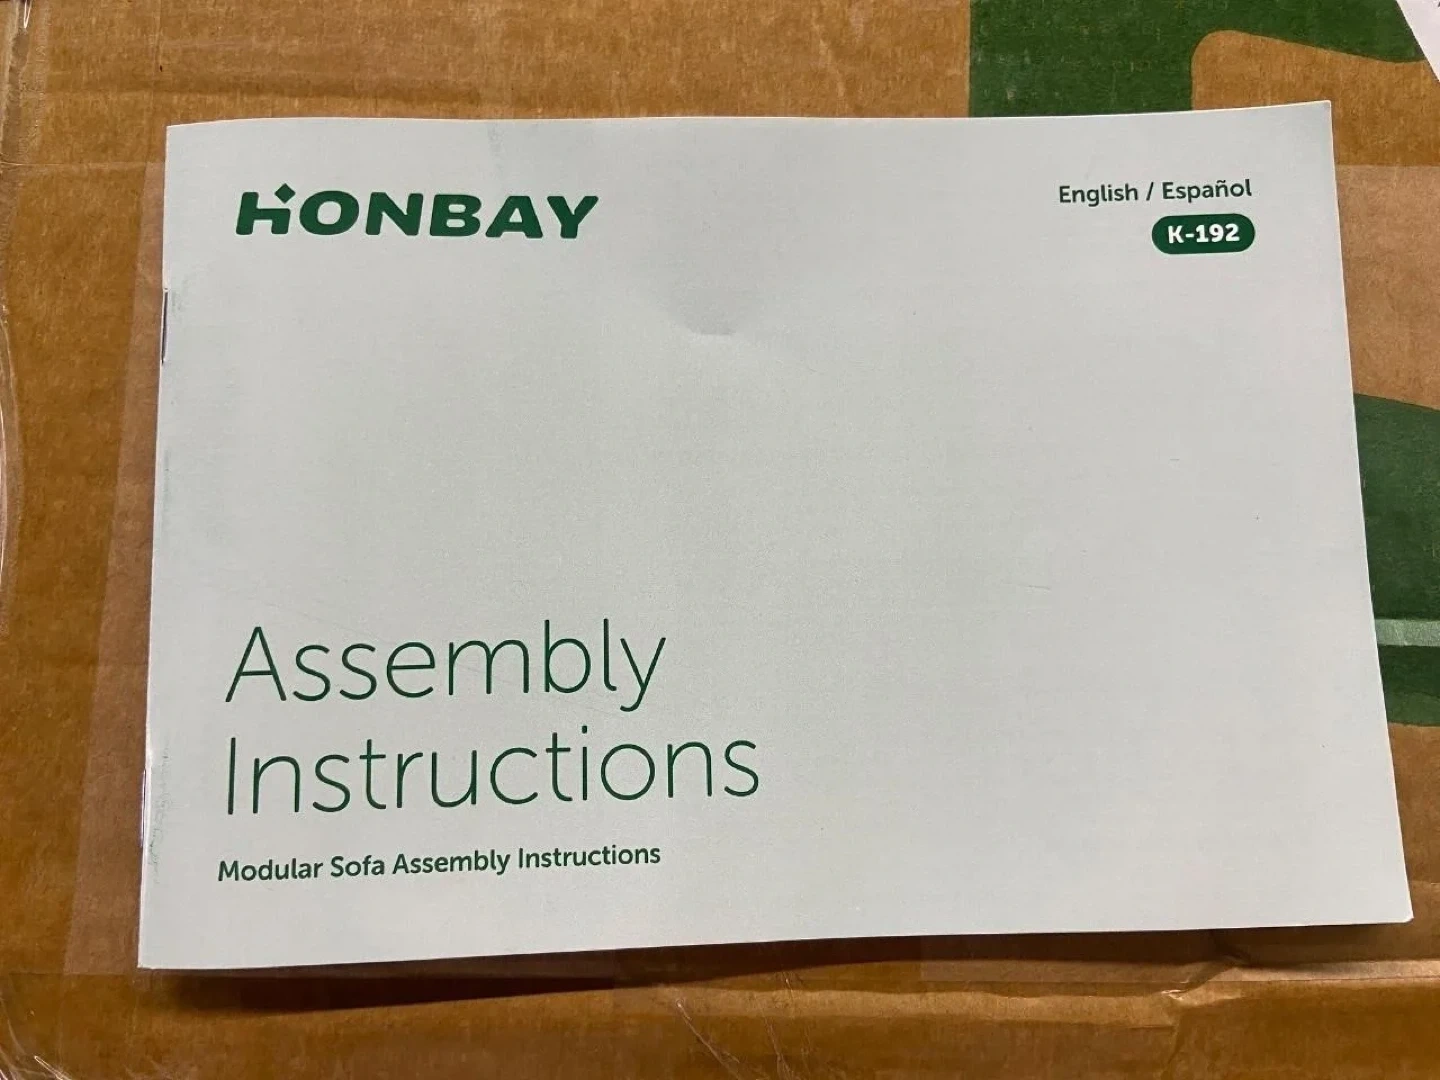 HONBAY
English / Español
K-192
Assembly
Instructions
Modular Sofa Assembly Instructions